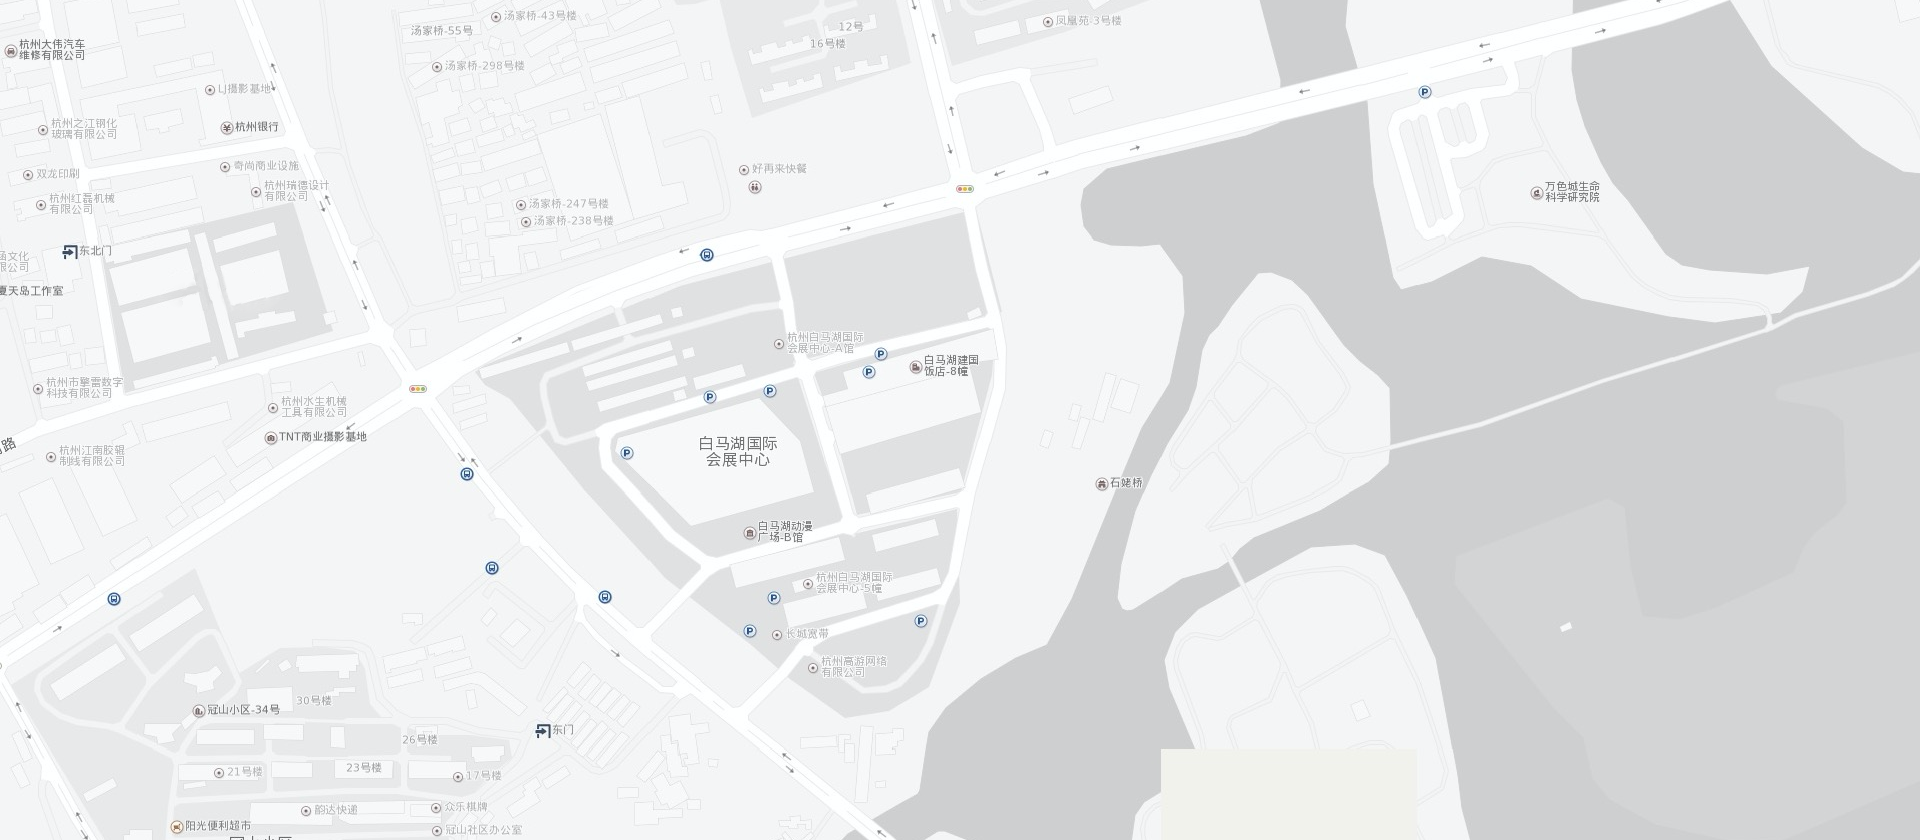 汤家桥-43号楼
凤凰苑-3号楼
12号
汤家桥-55号
16号楼
杭州大伟汽车
维修有限公司
汤家桥-298号楼
LJ摄影基地
杭州之江钢化
玻璃有限公司
杭州银行
奇尚商业设施
好再来快餐
双龙印刷
杭州瑞德设计
有限公司
万色城生命
科学研究院
杭州红磊机械
有限公司
汤家桥-247号楼
汤家桥-238号楼
东北门
函文化
限公司
夏天岛工作室
杭州白马湖国际
会展中心-A馆
白马湖建国
饭店-8幢
杭州市擎雷数字
科技有限公司
杭州水生机械
工具有限公司
TNT商业摄影基地
路
白马湖国际
会展中心
杭州江南胶辊
制线有限公司
石姥桥
白马湖动漫
广场-B馆
杭州白马湖国际
会展中心-5幢
长城宽带
杭州高游网络
有限公司
30号楼
冠山小区-34号
东门
26号楼
21号楼
23号楼
17号楼
韵达快递
众乐棋牌
阳光便利超市
冠山社区办公室
冠山小区